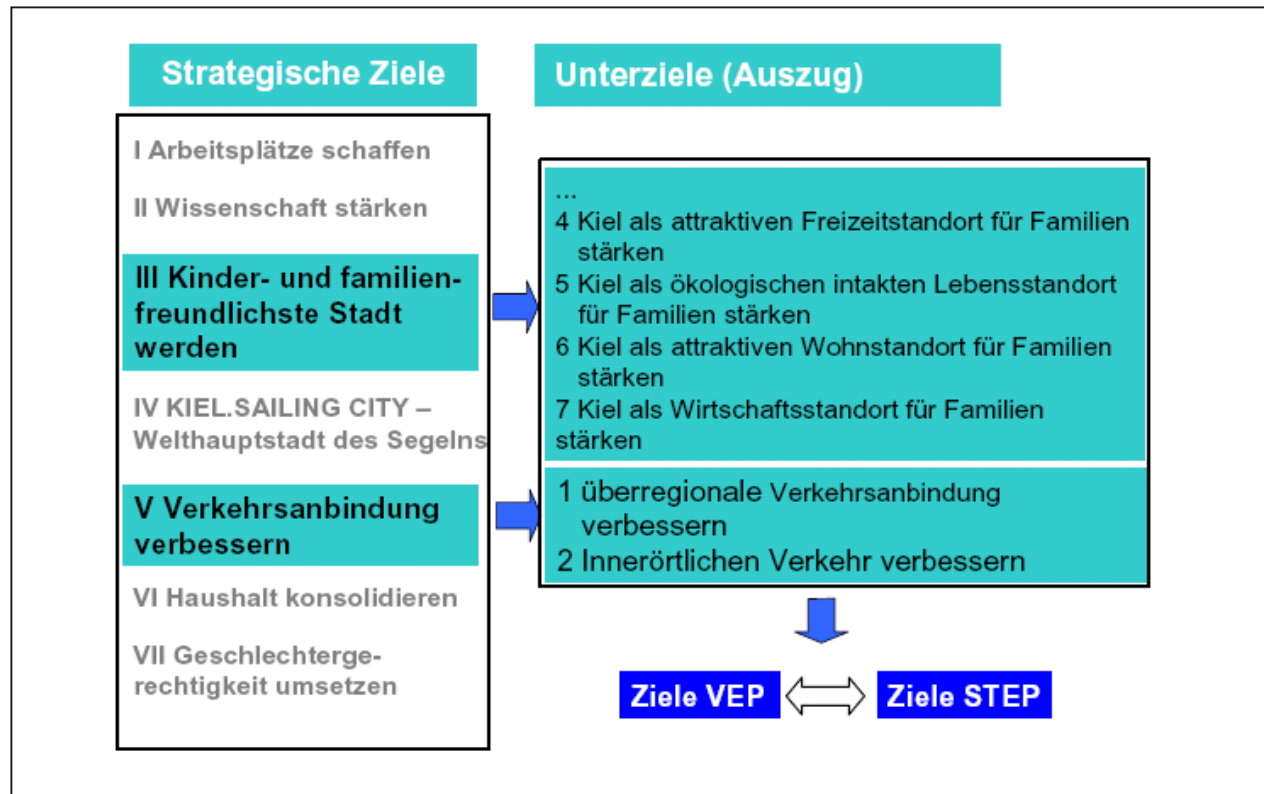 Strategische Ziele
I Arbeitsplätze schaffen
II Wissenschaft stärken
III Kinder- und familien-
freundlichste Stadt
werden
IV KIEL.SAILING CITY –
Welthauptstadt des Segelns
V Verkehrsanbindung
verbessern
VI Haushalt konsolidieren
VII Geschlechterge-
rechtigkeit umsetzen
Unterziele (Auszug)
...
4 Kiel als attraktiven Freizeitstandort für Familien
stärken
5 Kiel als ökologischen intakten Lebensstandort
für Familien stärken
6 Kiel als attraktiven Wohnstandort für Familien
stärken
7 Kiel als Wirtschaftsstandort für Familien
stärken
1 überregionale Verkehrsanbindung
verbessern
2 Innerörtlichen Verkehr verbessern
Ziele VEP
Ziele STEP